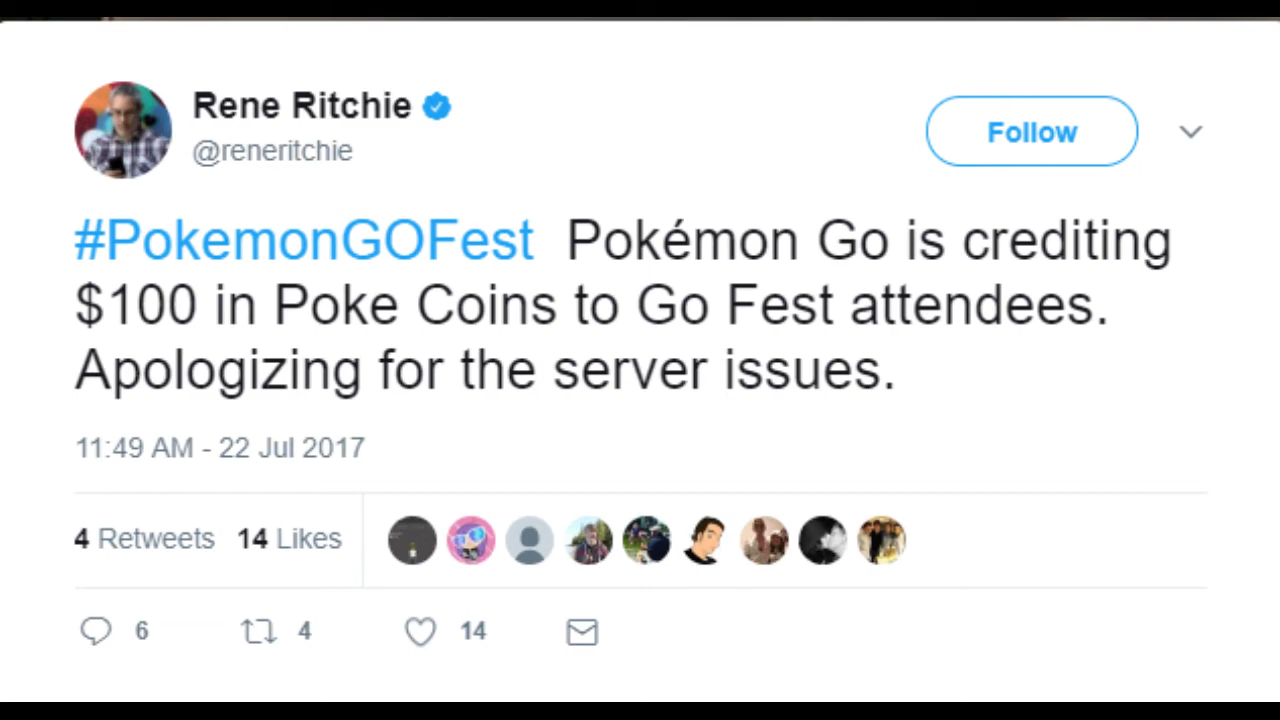 Rene Ritchie
@reneritchie
Follow
#PokemonGOFest Pokémon Go is crediting
$100 in Poke Coins to Go Fest attendees.
Apologizing for the server issues.
11:49 AM - 22 Jul 2017
4 Retweets 14 Likes
6 4 14